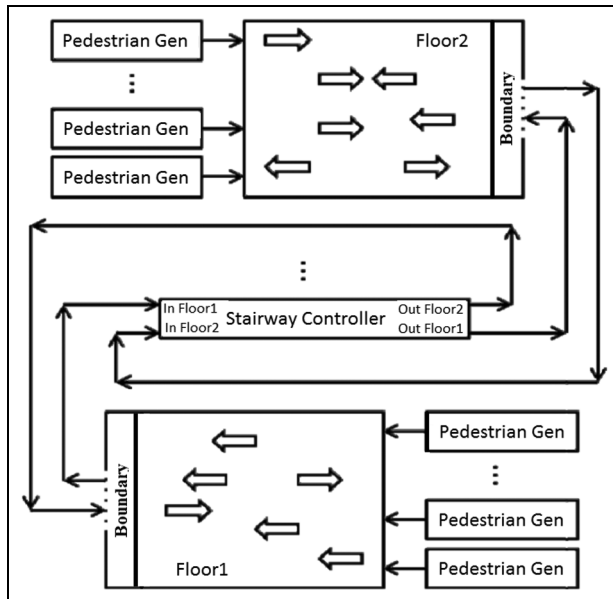 Pedestrian Gen
Floor2
Pedestrian Gen
Pedestrian Gen
Boundary
In Floor1
Out Floor2
Stairway Controller
In Floor2
Out Floor1
Pedestrian Gen
Boundary
Pedestrian Gen
Floor1
Pedestrian Gen